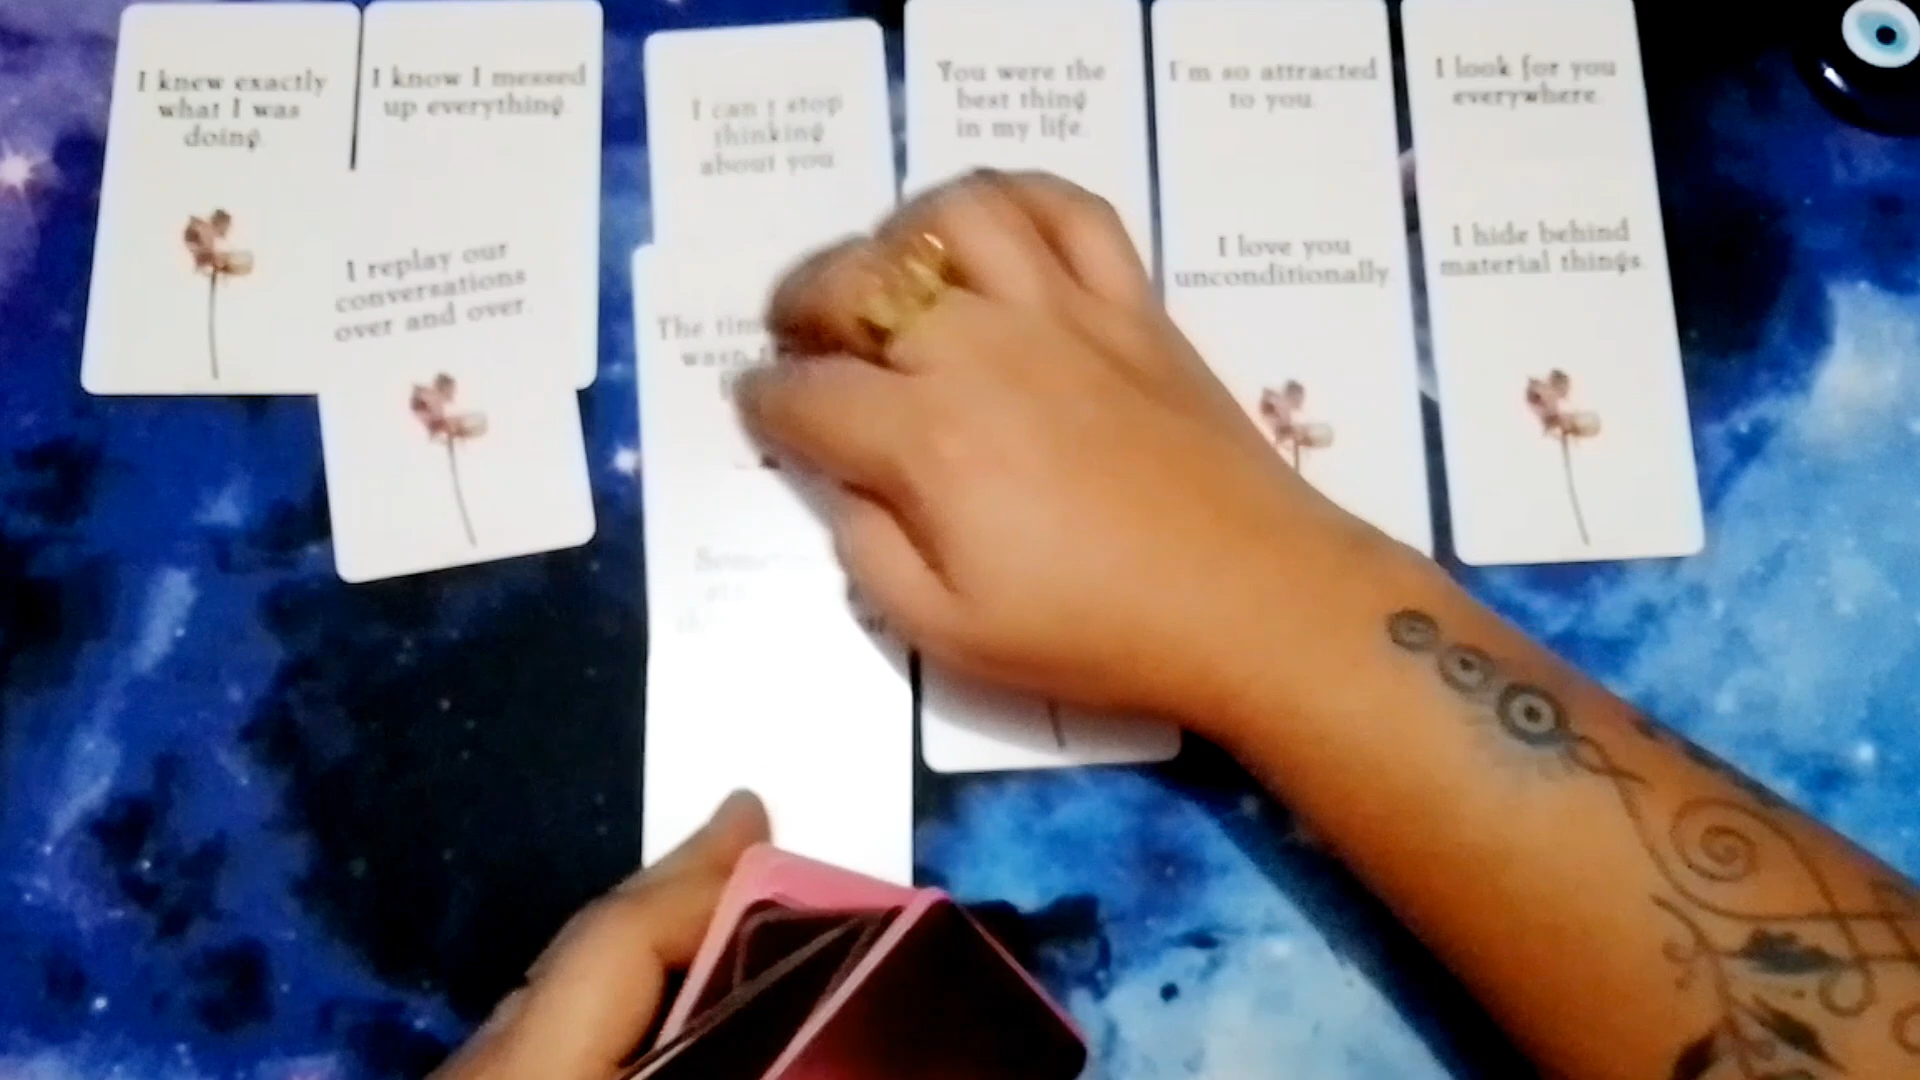 I knew exactly
what I was
doing.
I know I messed
up everything.
I replay our
conversations
over and over.
I can't stop
thinking
about you
The
You were the
best thing
in my life.
I'm so attracted
to you.
I love you
unconditionally
I look for you
everywhere.
I hide behind
material things.